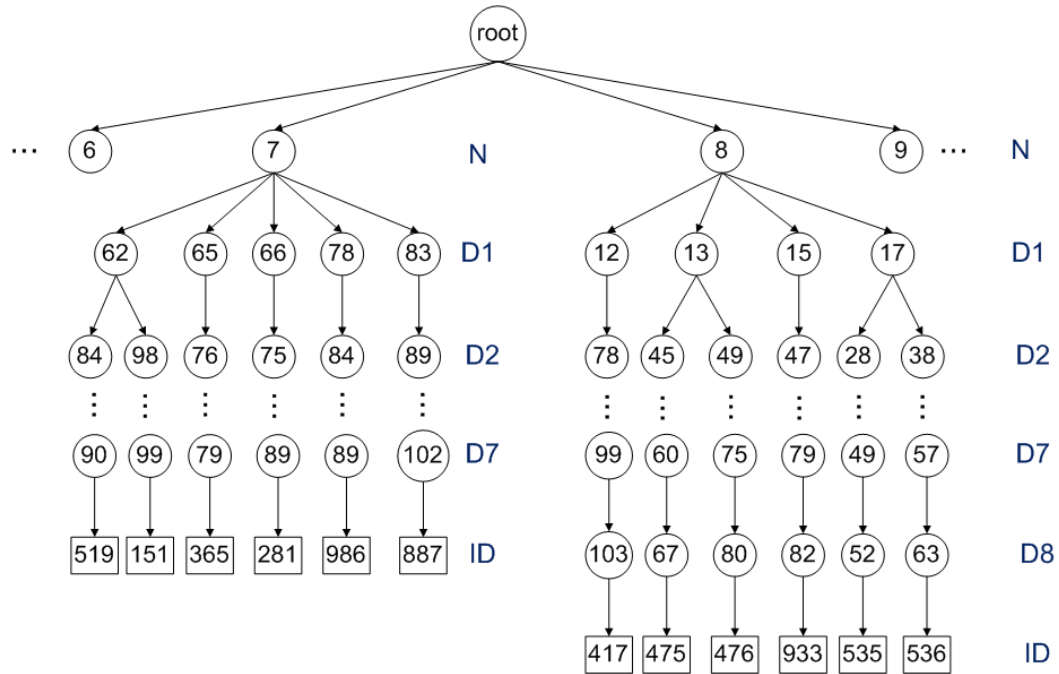 root
... 6 7 N 8 9 ... N
62 65 66 78 83 D1 12 13 15 17 D1
84 98 76 75 84 89 D2 78 45 49 47 28 38 D2
90 99 79 89 89 102 D7 99 60 75 79 49 57 D7
519 151 365 281 986 887 ID 103 67 80 82 52 63 D8
417 475 476 933 535 536 ID